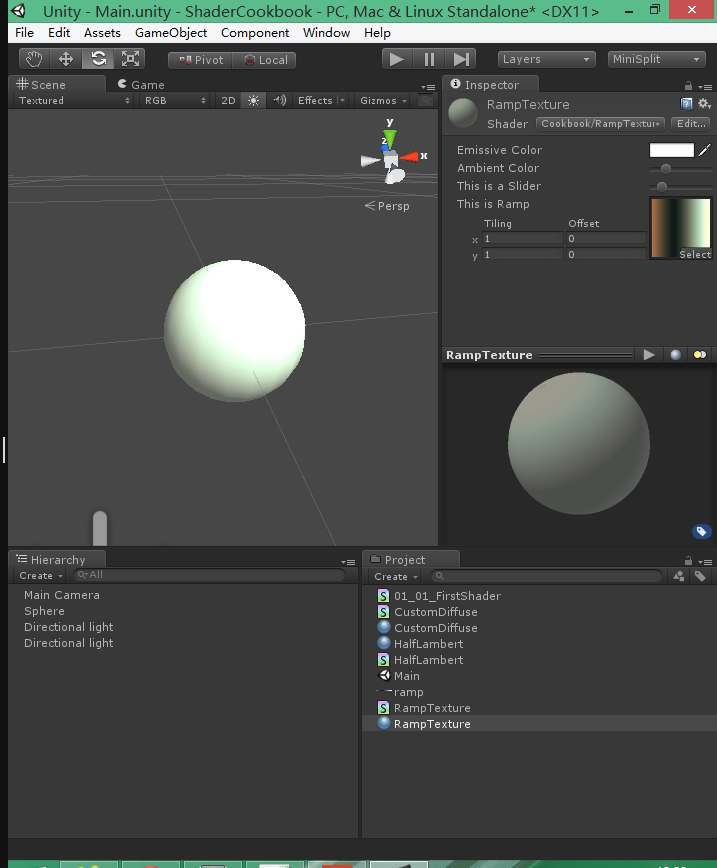 Unity - Main.unity - ShaderCookbook - PC, Mac & Linux Standalone* <DX11>
File Edit Assets GameObject Component Window Help
Pivot Local Layers MiniSplit
Scene Game
Textured RGB 2D Effects Gizmos
y
z
x
Persp
Inspector
RampTexture
Shader Cookbook/RampTextur Edit...
Emissive Color
Ambient Color
This is a Slider
This is Ramp
Tiling Offset
x 1 0
y 1 0
Select
RampTexture
Hierarchy
Create All
Main Camera
Sphere
Directional light
Directional light
Project
Create
01_01_FirstShader
CustomDiffuse
CustomDiffuse
HalfLambert
HalfLambert
Main
ramp
RampTexture
RampTexture